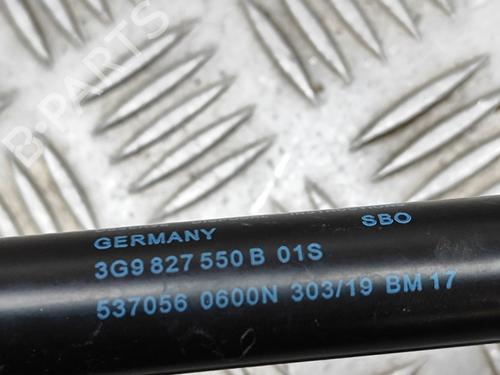 B-PARTS
GERMANY SBO
3G9 827 550 B 01S
537056 0600N 303/19 BM 17